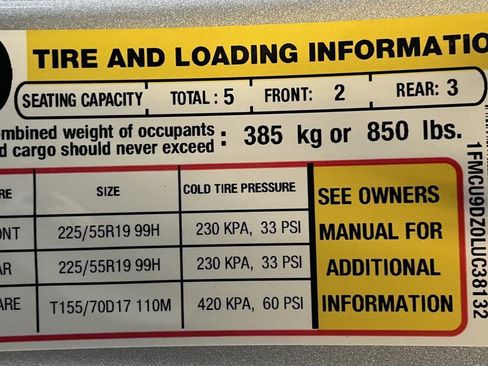 TIRE AND LOADING INFORMATIO
SEATING CAPACITY TOTAL : 5 FRONT: 2 REAR: 3
mbined weight of occupants
d cargo should never exceed : 385 kg or 850 lbs.
RE SIZE COLD TIRE PRESSURE
NT 225/55R19 99H 230 KPA, 33 PSI
AR 225/55R19 99H 230 KPA, 33 PSI
ARE T155/70D17 110M 420 KPA, 60 PSI
SEE OWNERS
MANUAL FOR
ADDITIONAL
INFORMATION
1FMCU9DZ0LUC38132